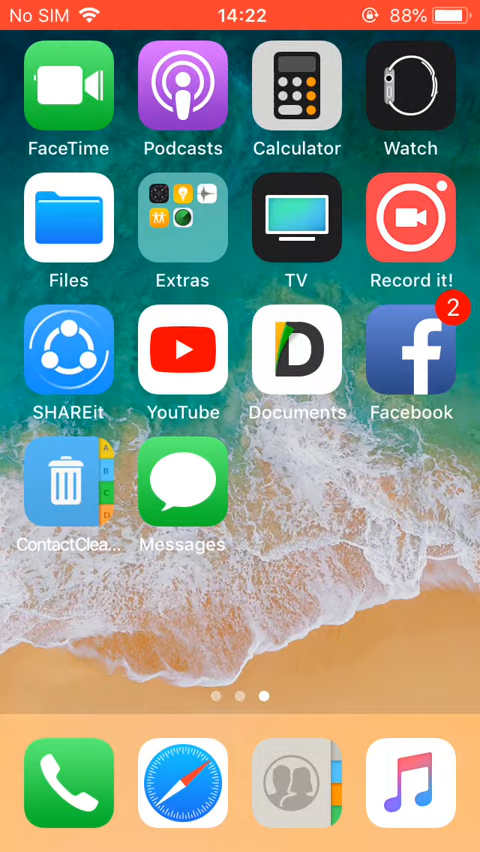 No SIM 14:22 88%
FaceTime Podcasts Calculator Watch
Files Extras TV Record it!
2
SHAREit YouTube Documents Facebook
A
B
C
D
ContactClea... Messages